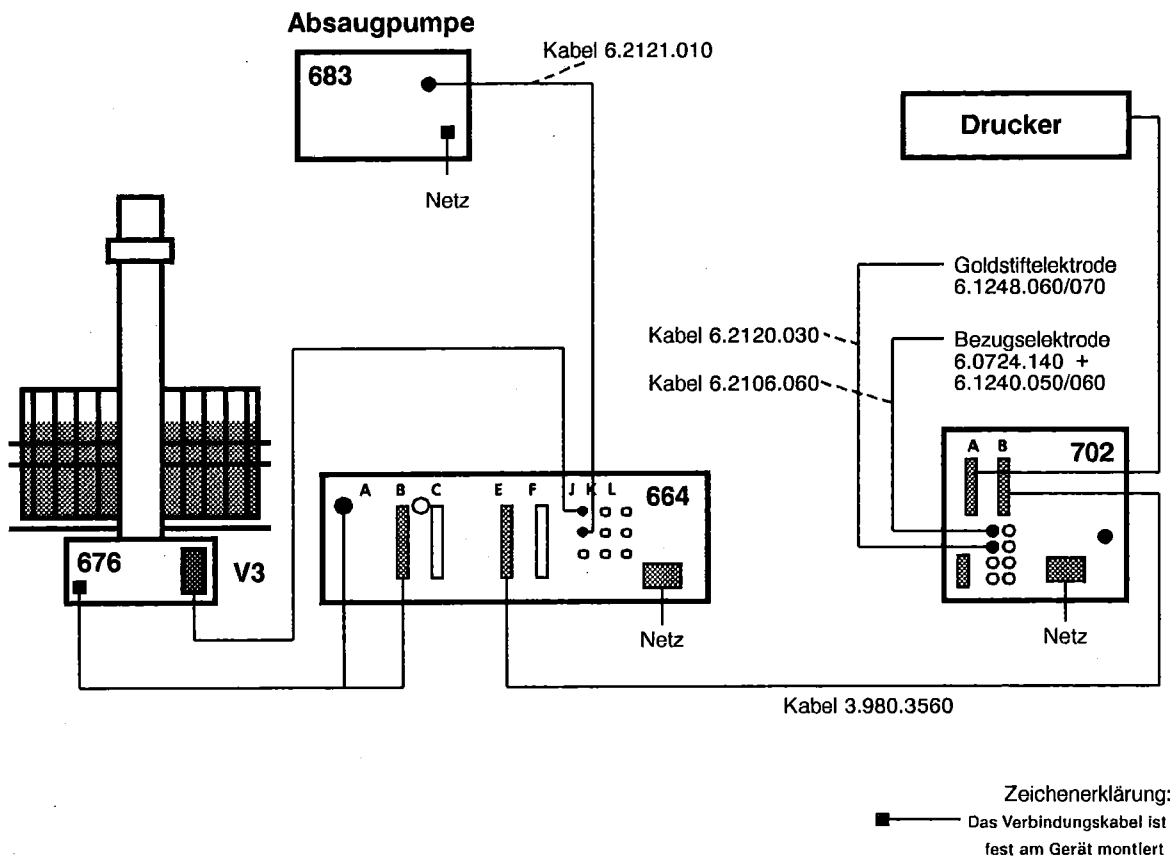 Absaugpumpe
Kabel 6.2121.010
683
Netz
Drucker
Goldstiftelektrode
6.1248.060/070
Kabel 6.2120.030
Bezugselektrode
6.0724.140 +
6.1240.050/060
Kabel 6.2106.060
A B 702
A B C E F J K L 664
676
V3
Netz
Netz
Kabel 3.980.3560
Zeichenerklärung:
Das Verbindungskabel ist
fest am Gerät montiert